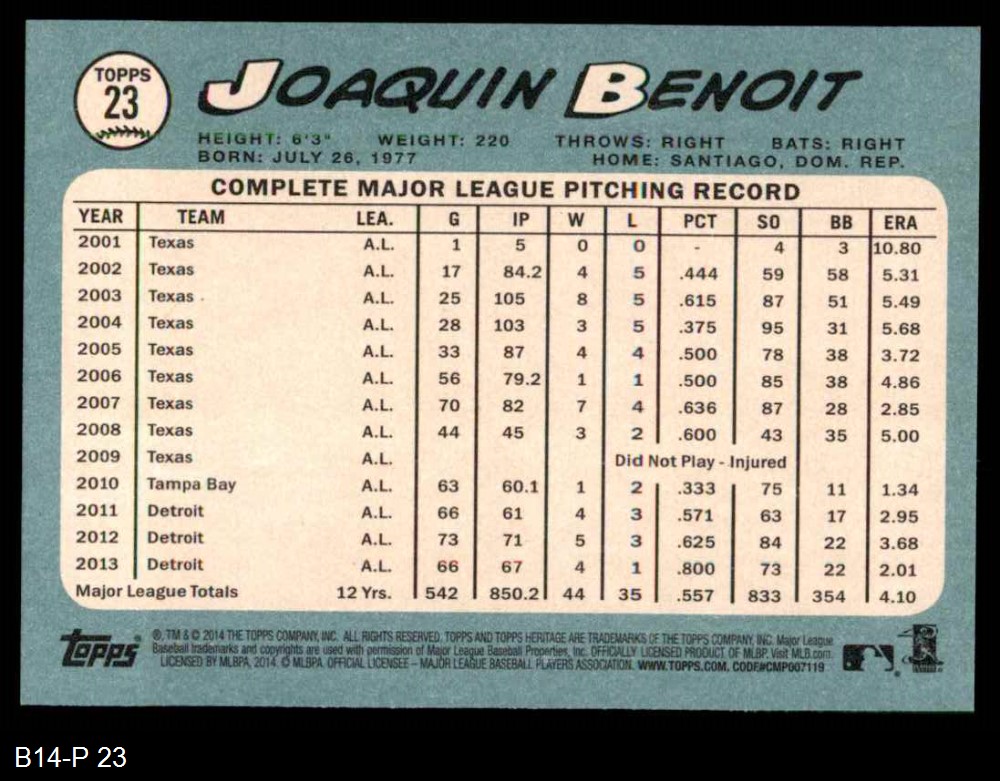 TOPPS
23
JOAQUIN BENOIT
HEIGHT: 6'3" WEIGHT: 220 THROWS: RIGHT BATS: RIGHT
BORN: JULY 26, 1977 HOME: SANTIAGO, DOM. REP.
COMPLETE MAJOR LEAGUE PITCHING RECORD
YEAR TEAM LEA. G IP W L PCT SO BB ERA
2001 Texas A.L. 1 5 0 0 - 4 3 10.80
2002 Texas A.L. 17 84.2 4 5 .444 59 58 5.31
2003 Texas A.L. 25 105 8 5 .615 87 51 5.49
2004 Texas A.L. 28 103 3 5 .375 95 31 5.68
2005 Texas A.L. 33 87 4 4 .500 78 38 3.72
2006 Texas A.L. 56 79.2 1 1 .500 85 38 4.86
2007 Texas A.L. 70 82 7 4 .636 87 28 2.85
2008 Texas A.L. 44 45 3 2 .600 43 35 5.00
2009 Texas A.L. Did Not Play - Injured
2010 Tampa Bay A.L. 63 60.1 1 2 .333 75 11 1.34
2011 Detroit A.L. 66 61 4 3 .571 63 17 2.95
2012 Detroit A.L. 73 71 5 3 .625 84 22 3.68
2013 Detroit A.L. 66 67 4 1 .800 73 22 2.01
Major League Totals 12 Yrs. 542 850.2 44 35 .557 833 354 4.10
topps
®, TM & © 2014 THE TOPPS COMPANY, INC. ALL RIGHTS RESERVED. TOPPS AND TOPPS HERITAGE ARE TRADEMARKS OF THE TOPPS COMPANY, INC. Major League
Baseball trademarks and copyrights are used with permission of Major League Baseball Properties, Inc. OFFICIALLY LICENSED PRODUCT OF MLBP. Visit MLB.com.
LICENSED BY MLBPA, 2014. © MLBPA. OFFICIAL LICENSEE – MAJOR LEAGUE BASEBALL PLAYERS ASSOCIATION. WWW.TOPPS.COM. CODE#CMP007119
B14-P 23